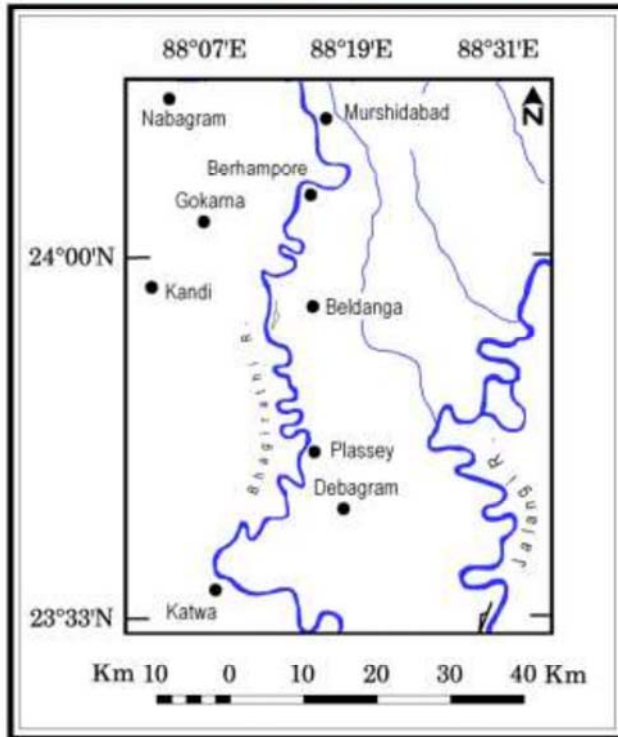 88°07'E 88°19'E 88°31'E
N
Nabagram
Murshidabad
Berhampore
Gokarna
24°00'N
Kandi
Beldanga
Bhagirathi R.
Plassey
Debagram
Jalangi R.
Katwa
23°33'N
Km 10 0 10 20 30 40 Km